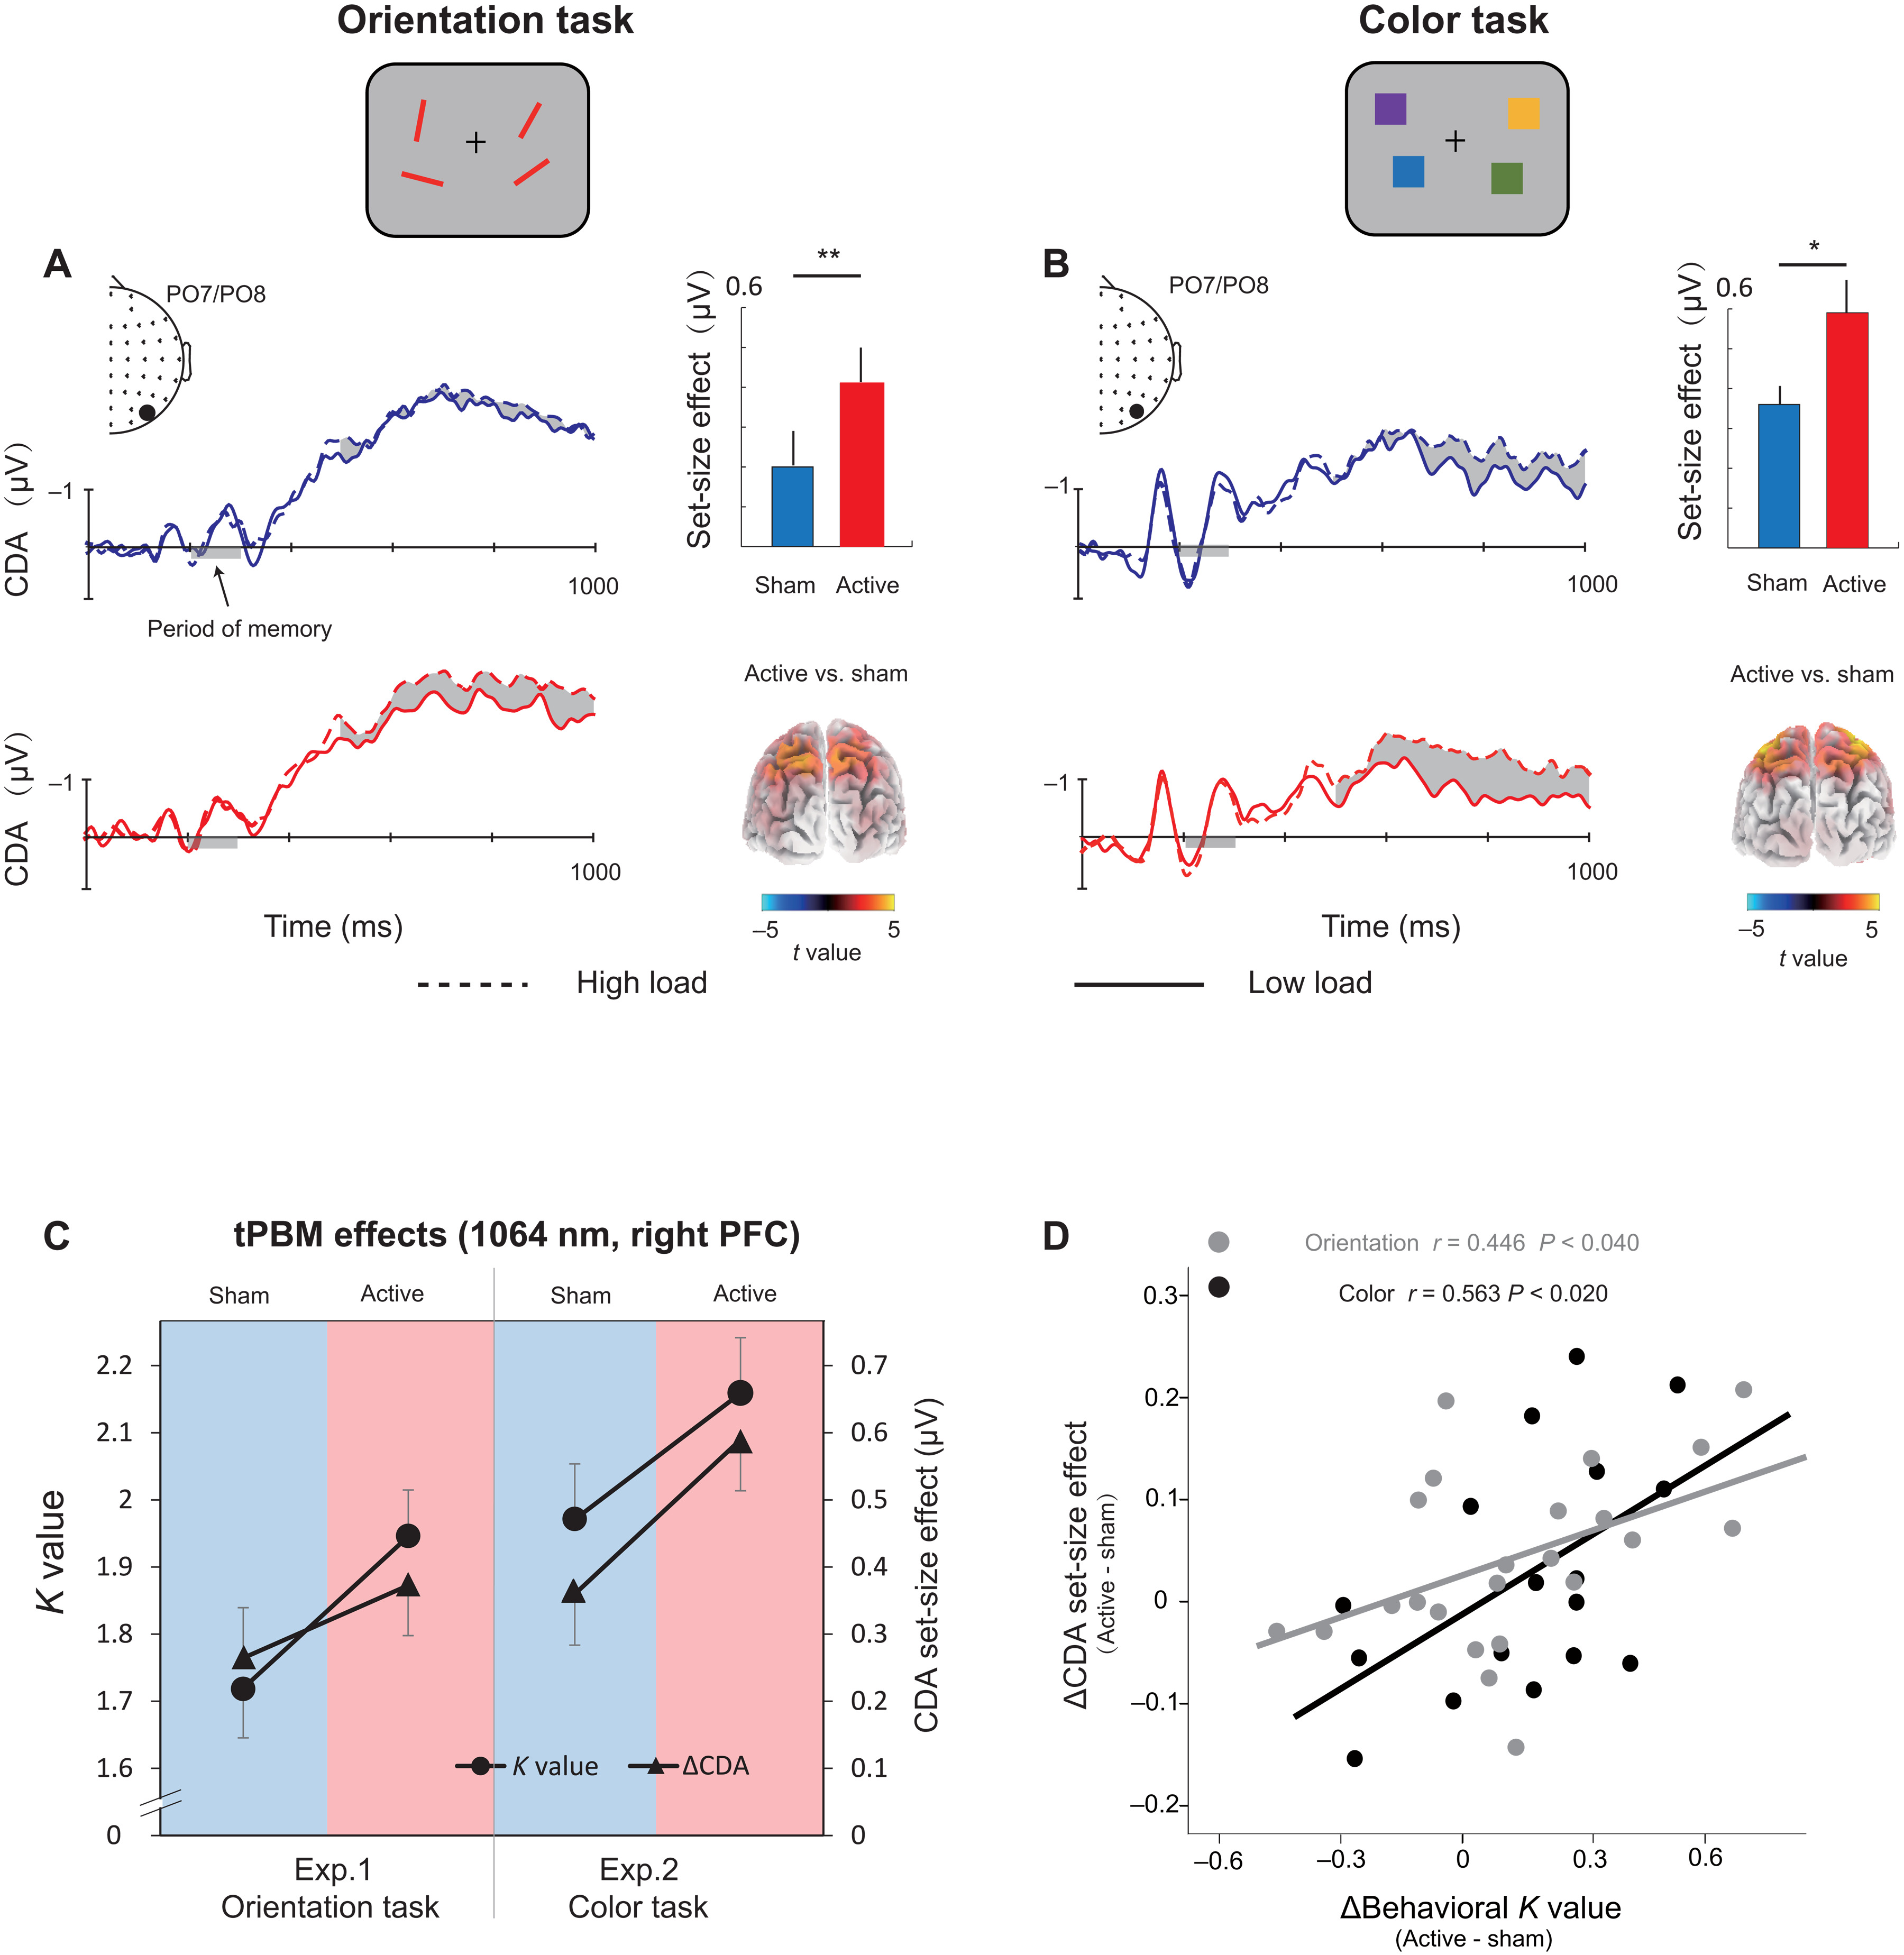 Orientation task
Color task
A
PO7/PO8
CDA (µV)
–1
1000
Period of memory
Set-size effect (µV)
0.6
**
Sham Active
CDA (µV)
–1
1000
Time (ms)
Active vs. sham
–5 5
t value
B
PO7/PO8
–1
1000
Set-size effect (µV)
0.6
*
Sham Active
–1
1000
Time (ms)
Active vs. sham
–5 5
t value
High load
Low load
C
tPBM effects (1064 nm, right PFC)
Sham Active Sham Active
K value
2.2
2.1
2
1.9
1.8
1.7
1.6
0
CDA set-size effect (µV)
0.7
0.6
0.5
0.4
0.3
0.2
0.1
0
K value ΔCDA
Exp.1
Orientation task
Exp.2
Color task
D
Orientation r = 0.446 P < 0.040
Color r = 0.563 P < 0.020
ΔCDA set-size effect
(Active - sham)
0.3
0.2
0.1
0
–0.1
–0.2
–0.6 –0.3 0 0.3 0.6
ΔBehavioral K value
(Active - sham)